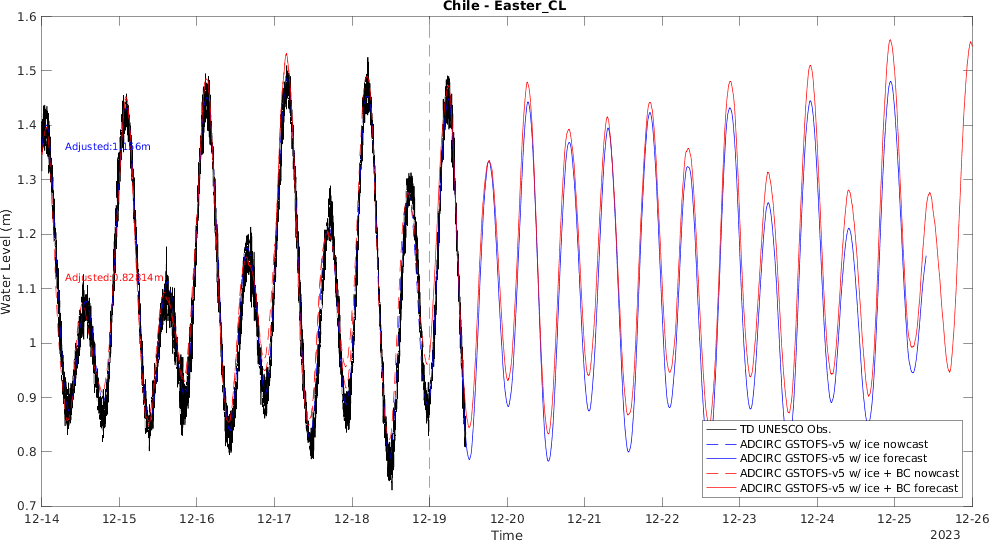 Chile - Easter_CL
1.6
1.5
1.4
1.3
1.2
1.1
1
0.9
0.8
0.7
Water Level (m)
Adjusted:0.82814m
TD UNESCO Obs.
ADCIRC GSTOFS-v5 w/ ice nowcast
ADCIRC GSTOFS-v5 w/ ice forecast
ADCIRC GSTOFS-v5 w/ ice + BC nowcast
ADCIRC GSTOFS-v5 w/ ice + BC forecast
12-14 12-15 12-16 12-17 12-18 12-19 12-20 12-21 12-22 12-23 12-24 12-25 12-26
Time
2023